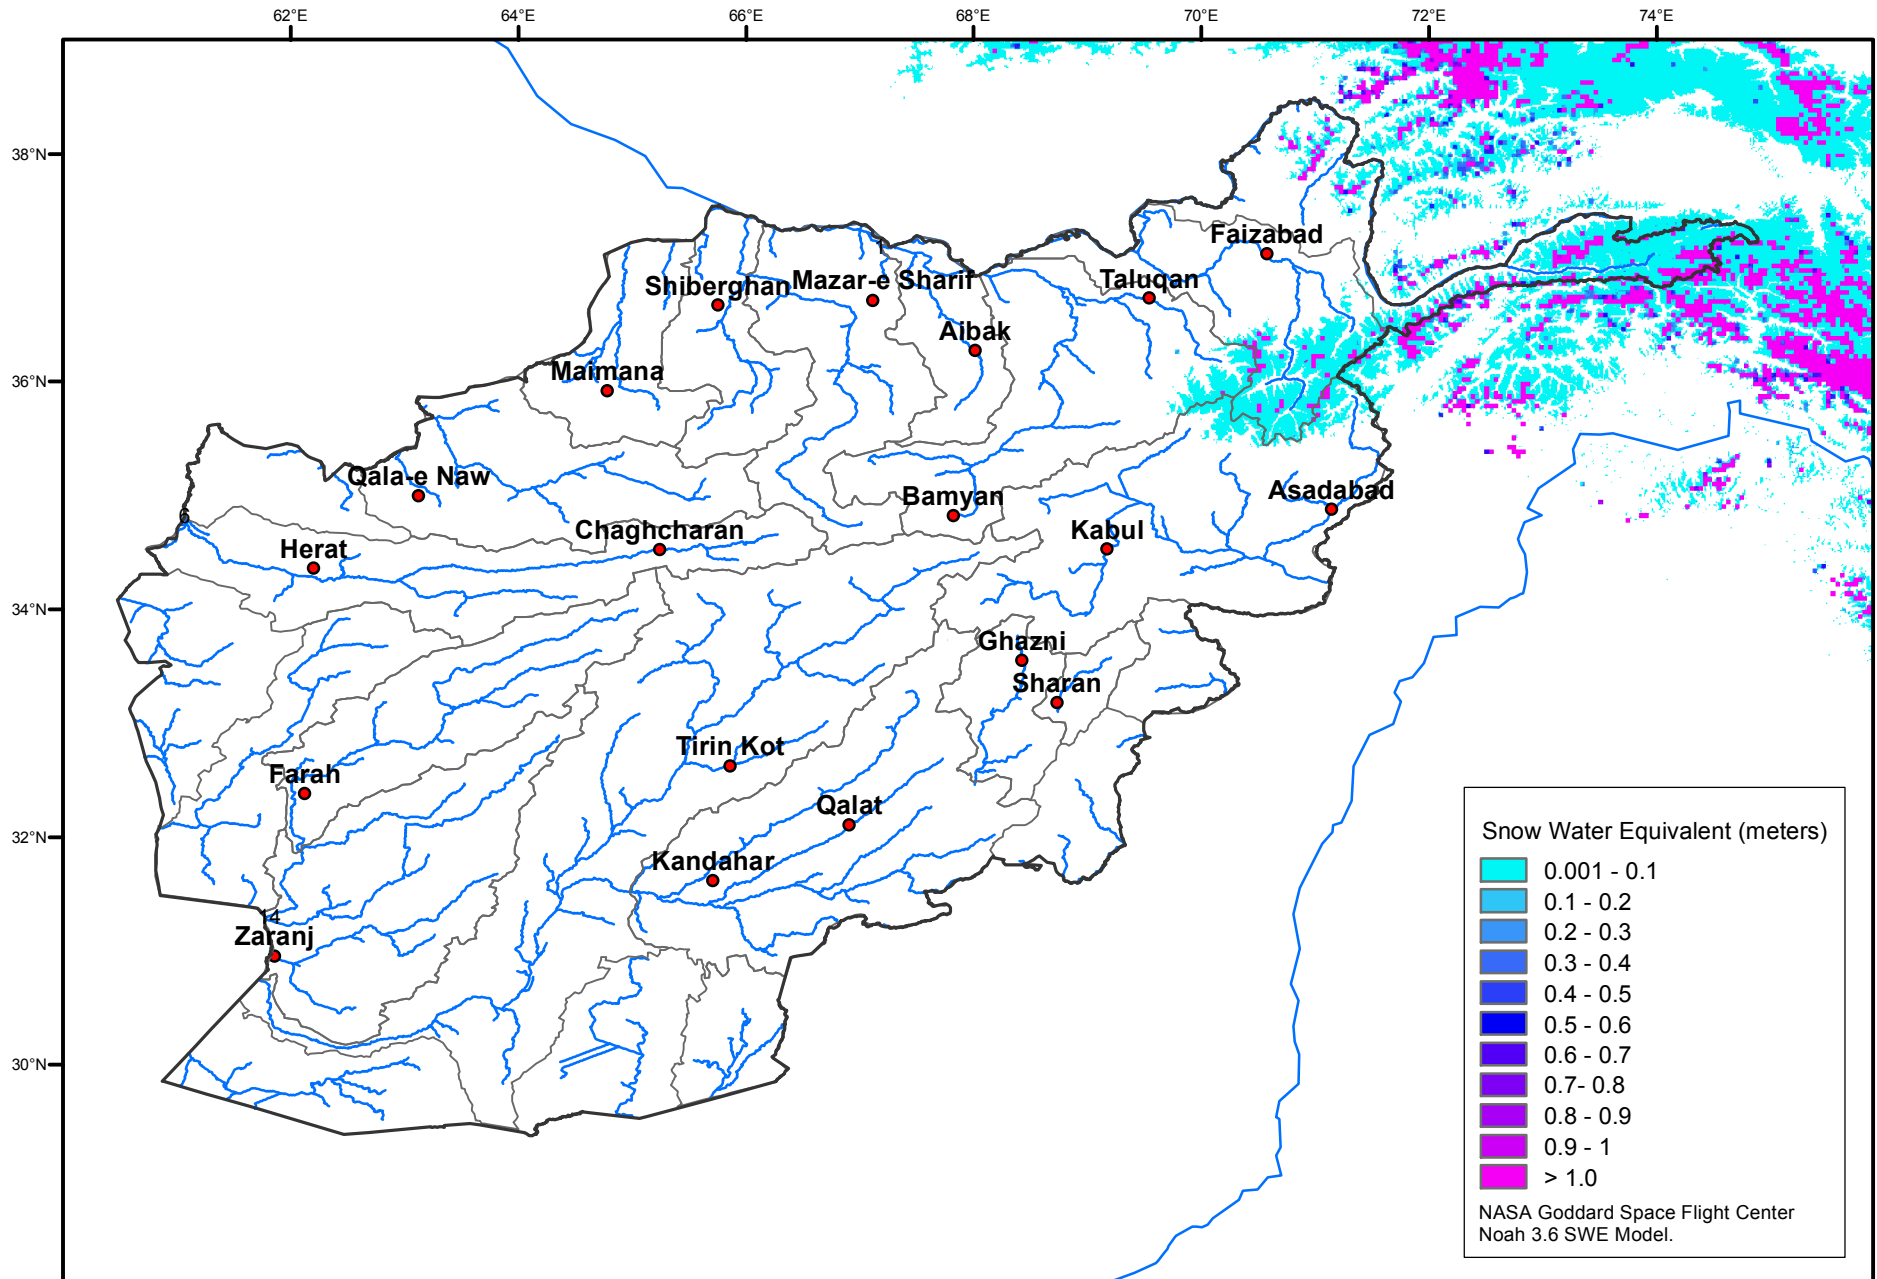 62°E 64°E 66°E 68°E 70°E 72°E 74°E
38°N
Faizabad
Shiberghan Mazar-e Sharif Taluqan
Aibak
36°N
Maimana
Qala-e Naw
Bamyan Asadabad
6
Chaghcharan Kabul
Herat
34°N
Ghazni
Sharan
Tirin Kot
Farah
Qalat
32°N
Kandahar
14
Zaranj
30°N
Snow Water Equivalent (meters)
0.001 - 0.1
0.1 - 0.2
0.2 - 0.3
0.3 - 0.4
0.4 - 0.5
0.5 - 0.6
0.6 - 0.7
0.7- 0.8
0.8 - 0.9
0.9 - 1
> 1.0
NASA Goddard Space Flight Center
Noah 3.6 SWE Model.